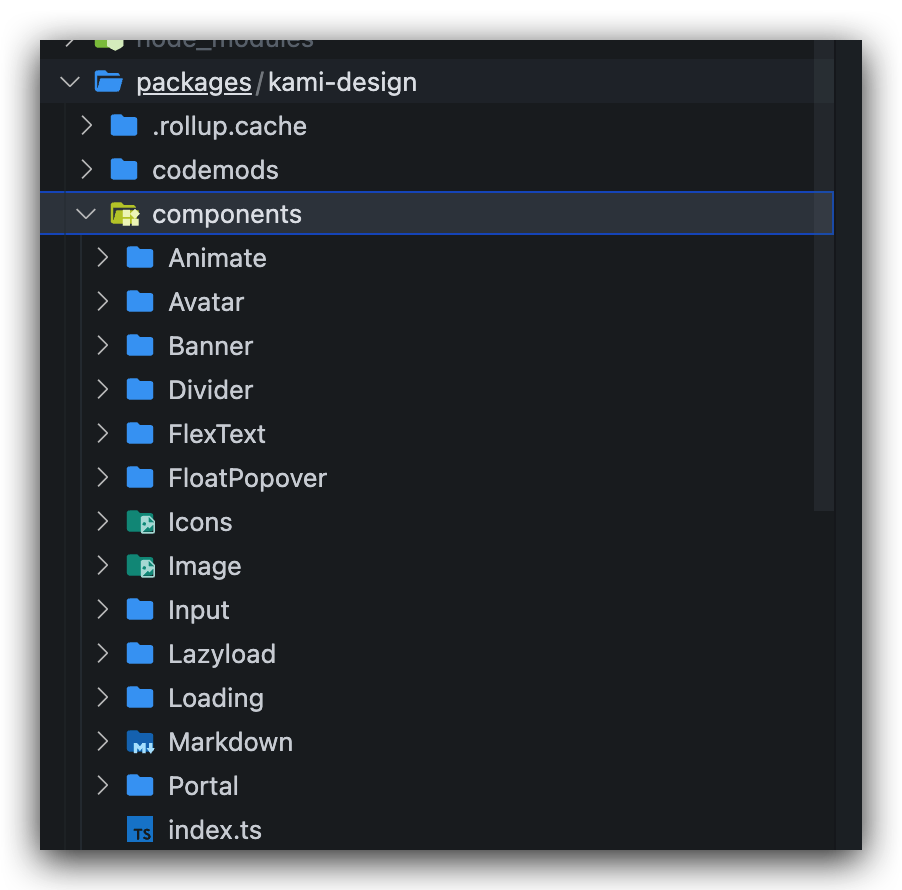 node_modules
packages/kami-design
.rollup.cache
codemods
components
Animate
Avatar
Banner
Divider
FlexText
FloatPopover
Icons
Image
Input
Lazyload
Loading
Markdown
Portal
index.ts